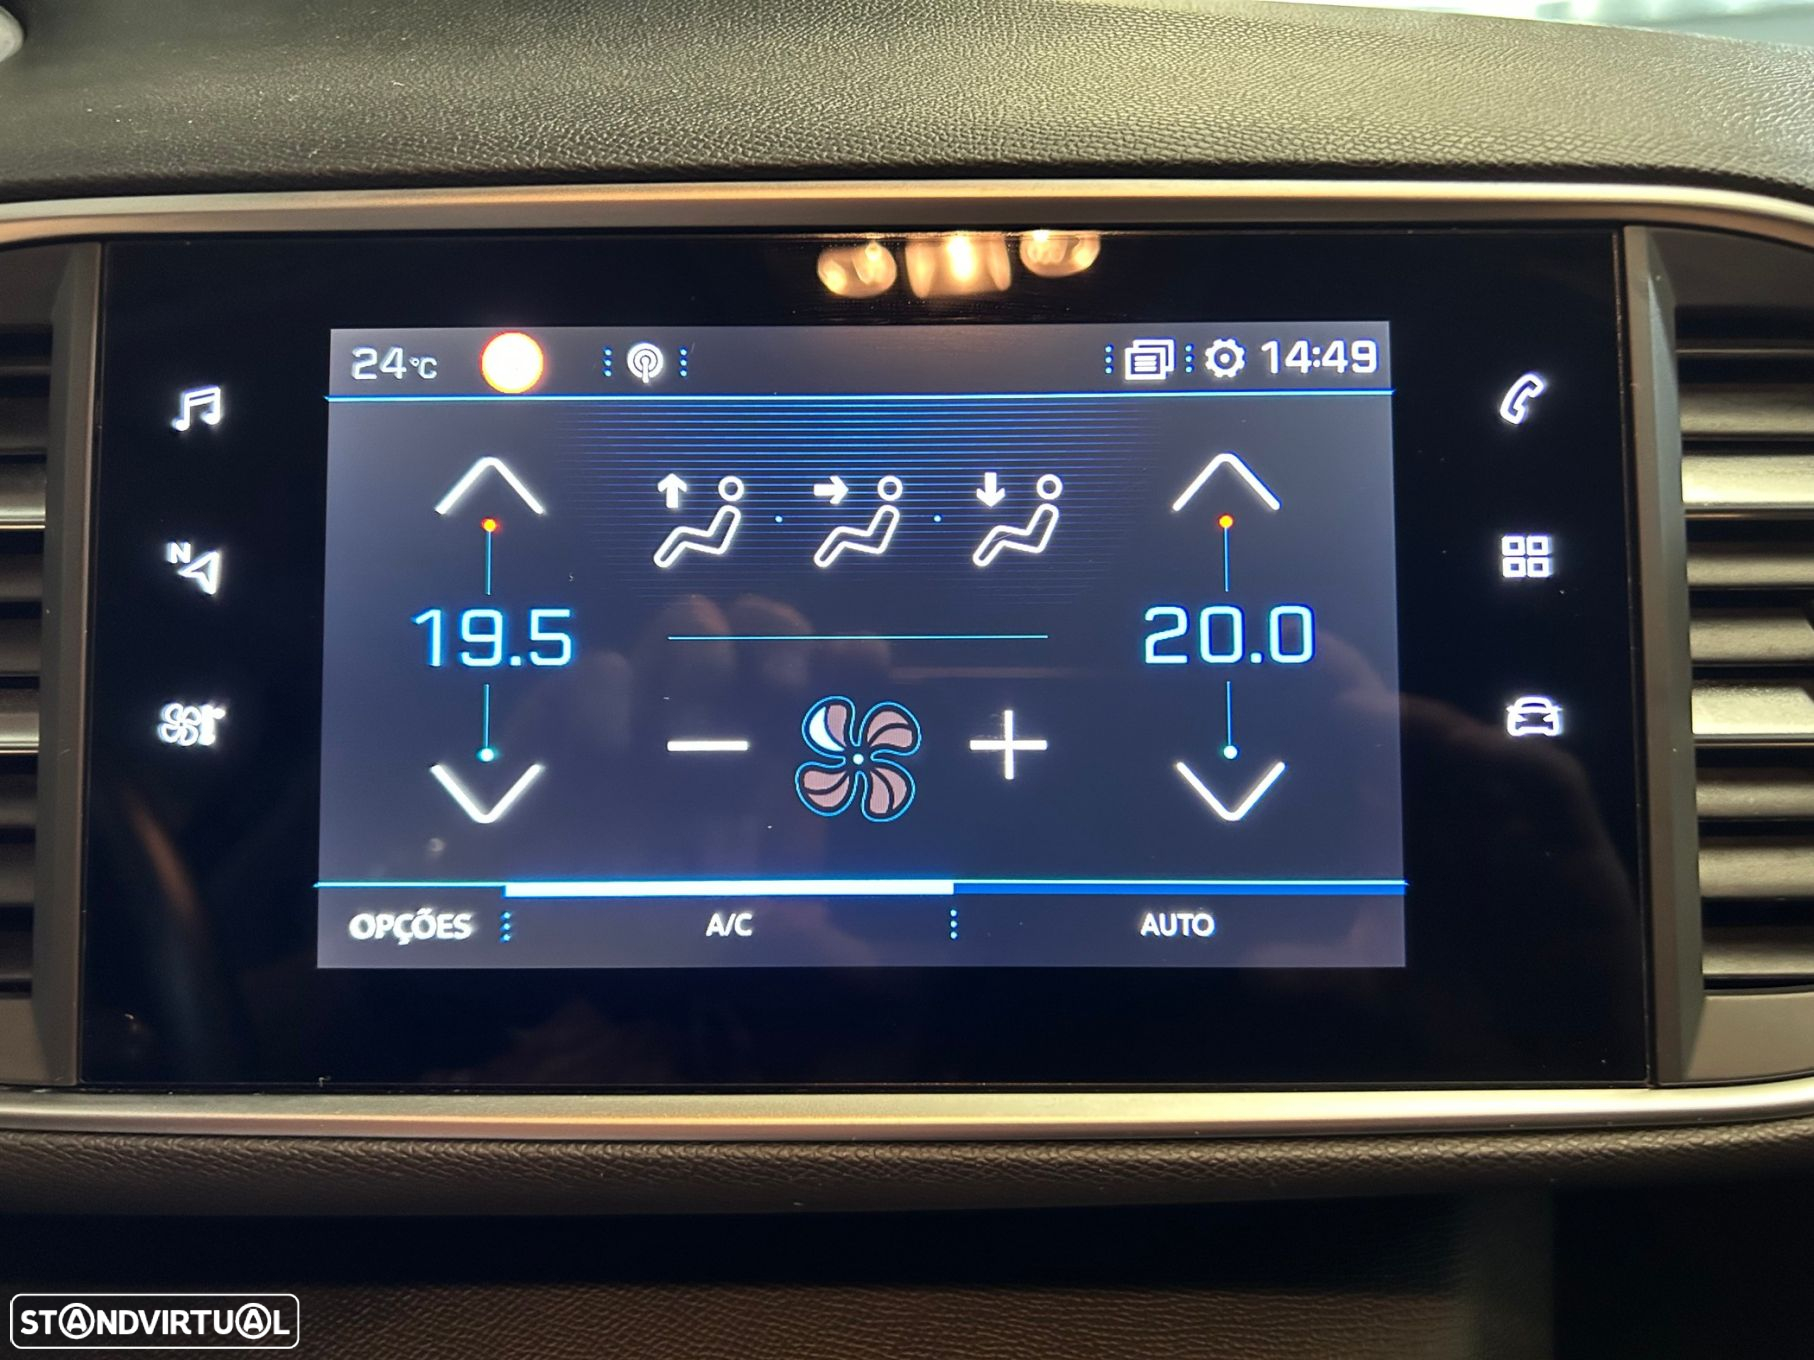 24°C 14:49
N
19.5 20.0
OPÇÕES A/C AUTO
STANDVIRTUAL